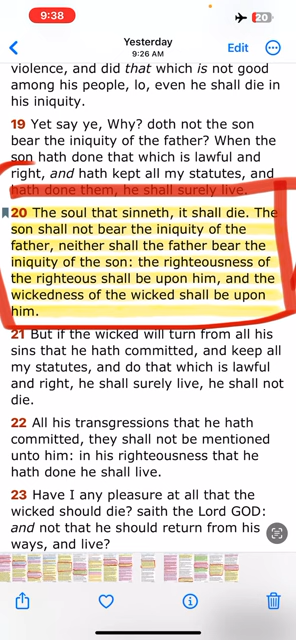 9:38
20
Yesterday
9:26 AM
Edit
violence, and did that which is not good
among his people, lo, even he shall die in
his iniquity.
19 Yet say ye, Why? doth not the son
bear the iniquity of the father? When the
son hath done that which is lawful and
right, and hath kept all my statutes, and
hath done them, he shall surely live.
20 The soul that sinneth, it shall die. The
son shall not bear the iniquity of the
father, neither shall the father bear the
iniquity of the son: the righteousness of
the righteous shall be upon him, and the
wickedness of the wicked shall be upon
him.
21 But if the wicked will turn from all his
sins that he hath committed, and keep all
my statutes, and do that which is lawful
and right, he shall surely live, he shall not
die.
22 All his transgressions that he hath
committed, they shall not be mentioned
unto him: in his righteousness that he
hath done he shall live.
23 Have I any pleasure at all that the
wicked should die? saith the Lord GOD:
and not that he should return from his
ways, and live?